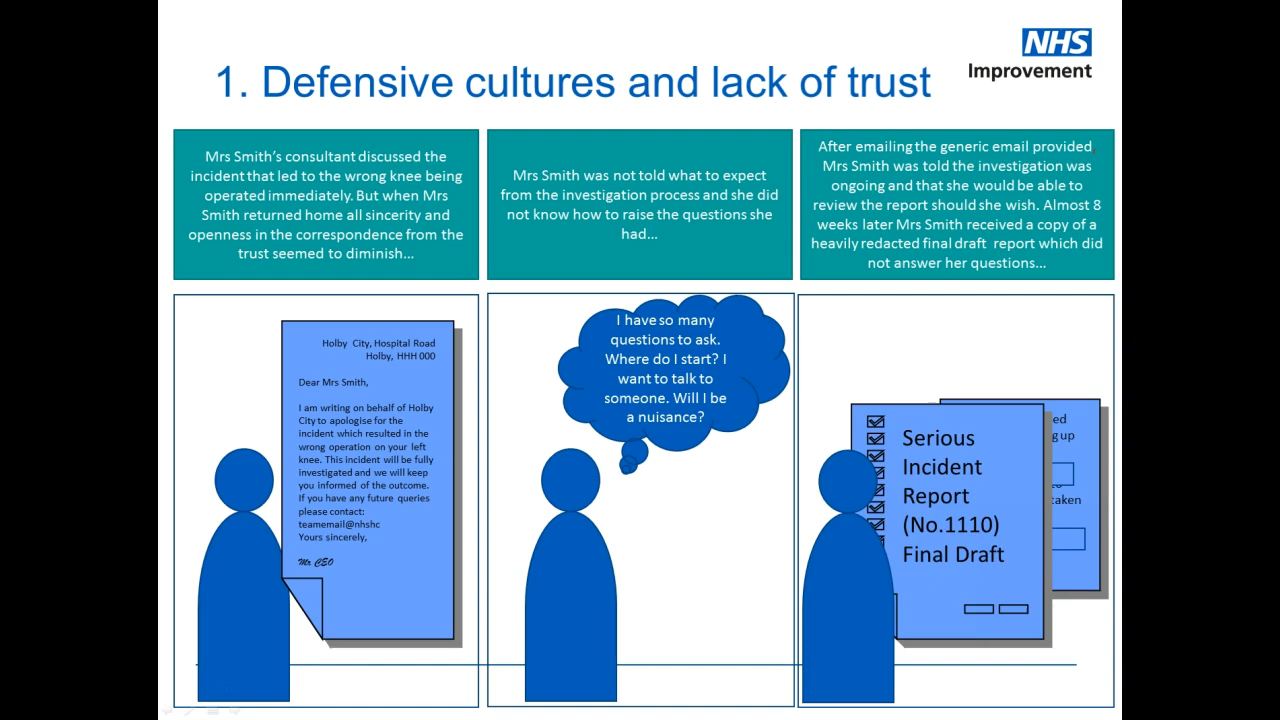 NHS
Improvement
1. Defensive cultures and lack of trust
Mrs Smith's consultant discussed the
incident that led to the wrong knee being
operated immediately. But when Mrs
Smith returned home all sincerity and
openness in the correspondence from the
trust seemed to diminish...
Mrs Smith was not told what to expect
from the investigation process and she did
not know how to raise the questions she
had...
After emailing the generic email provided,
Mrs Smith was told the investigation was
ongoing and that she would be able to
review the report should she wish. Almost 8
weeks later Mrs Smith received a copy of a
heavily redacted final draft report which did
not answer her questions...
Holby City, Hospital Road
Holby, HHH 000
Dear Mrs Smith,
I am writing on behalf of Holby
City to apologise for the
incident which resulted in the
wrong operation on your left
knee. This incident will be fully
investigated and we will keep
you informed of the outcome.
If you have any future queries
please contact:
teamemail@nhshc
Yours sincerely,
Mr CEO
I have so many
questions to ask.
Where do I start? I
want to talk to
someone. Will I be
a nuisance?
Serious
Incident
Report
(No.1110)
Final Draft
ed
g up
taken